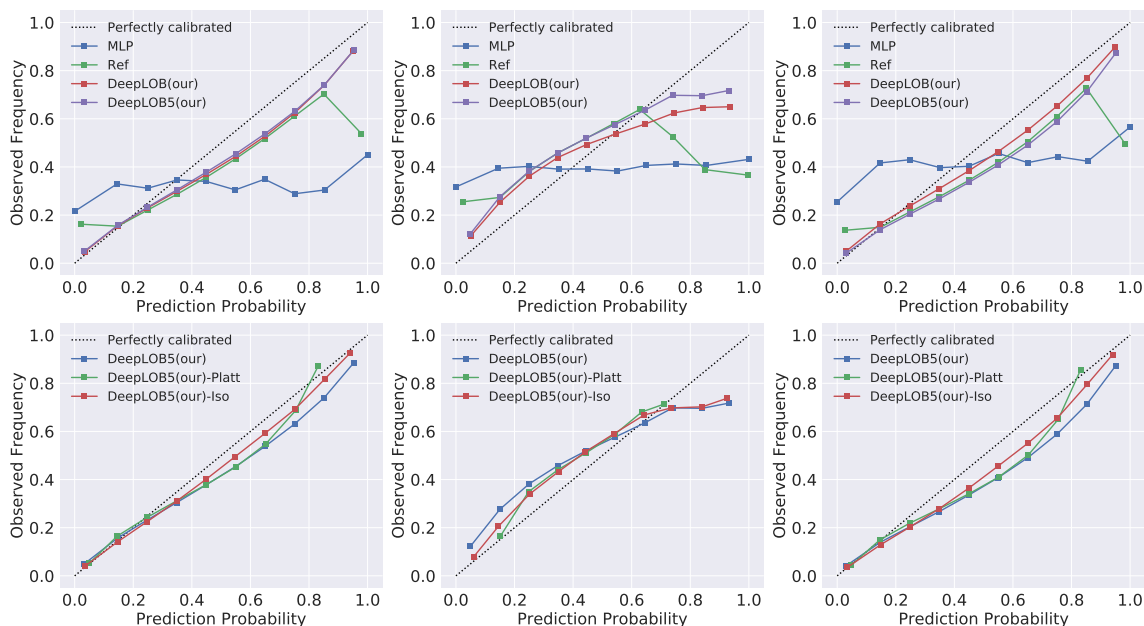 Perfectly calibrated
MLP
Ref
DeepLOB(our)
DeepLOB5(our)
Observed Frequency
1.0
0.8
0.6
0.4
0.2
0.0
0.0 0.2 0.4 0.6 0.8 1.0
Prediction Probability
Perfectly calibrated
MLP
Ref
DeepLOB(our)
DeepLOB5(our)
Observed Frequency
1.0
0.8
0.6
0.4
0.2
0.0
0.0 0.2 0.4 0.6 0.8 1.0
Prediction Probability
Perfectly calibrated
MLP
Ref
DeepLOB(our)
DeepLOB5(our)
Observed Frequency
1.0
0.8
0.6
0.4
0.2
0.0
0.0 0.2 0.4 0.6 0.8 1.0
Prediction Probability
Perfectly calibrated
DeepLOB5(our)
DeepLOB5(our)-Platt
DeepLOB5(our)-Iso
Observed Frequency
1.0
0.8
0.6
0.4
0.2
0.0
0.0 0.2 0.4 0.6 0.8 1.0
Prediction Probability
Perfectly calibrated
DeepLOB5(our)
DeepLOB5(our)-Platt
DeepLOB5(our)-Iso
Observed Frequency
1.0
0.8
0.6
0.4
0.2
0.0
0.0 0.2 0.4 0.6 0.8 1.0
Prediction Probability
Perfectly calibrated
DeepLOB5(our)
DeepLOB5(our)-Platt
DeepLOB5(our)-Iso
Observed Frequency
1.0
0.8
0.6
0.4
0.2
0.0
0.0 0.2 0.4 0.6 0.8 1.0
Prediction Probability